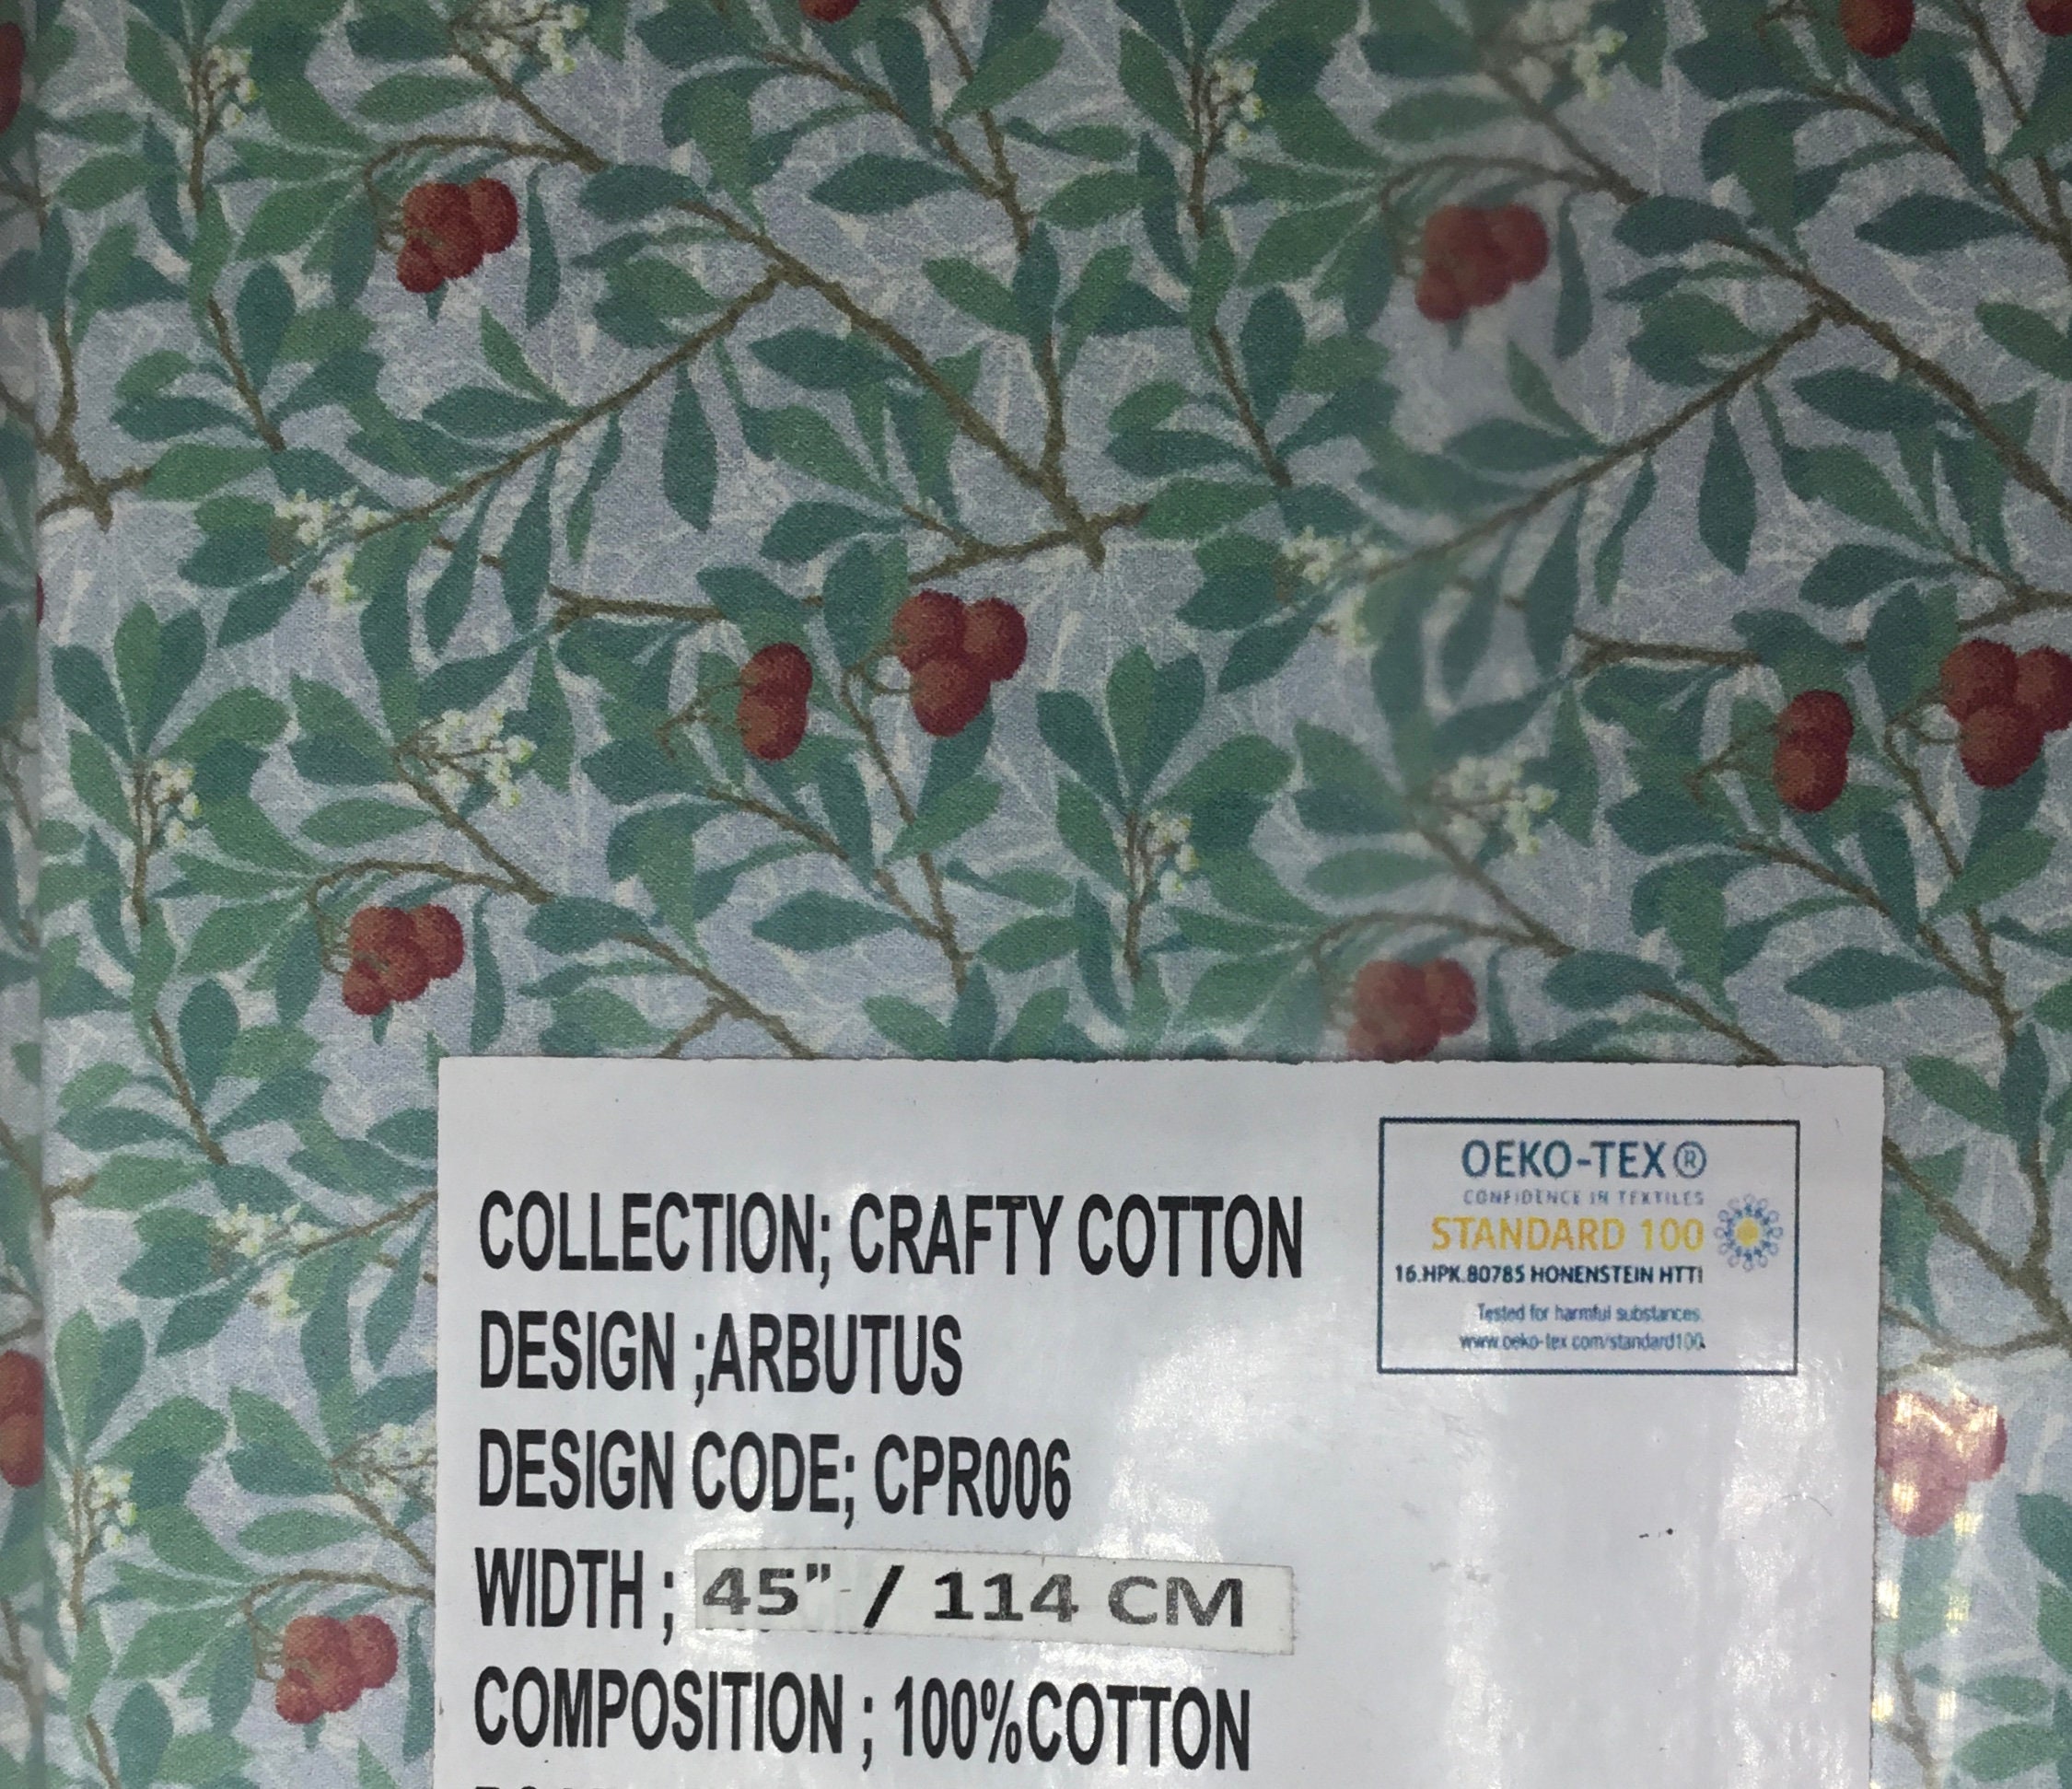 OEKO-TEX®
CONFIDENCE IN TEXTILES
STANDARD 100
16.HPK.80785 HONENSTEIN HTTI
Tested for harmful substances.
www.oeko-tex.com/standard100
COLLECTION; CRAFTY COTTON
DESIGN ;ARBUTUS
DESIGN CODE; CPR006
WIDTH ; 45” / 114 CM
COMPOSITION ; 100%COTTON